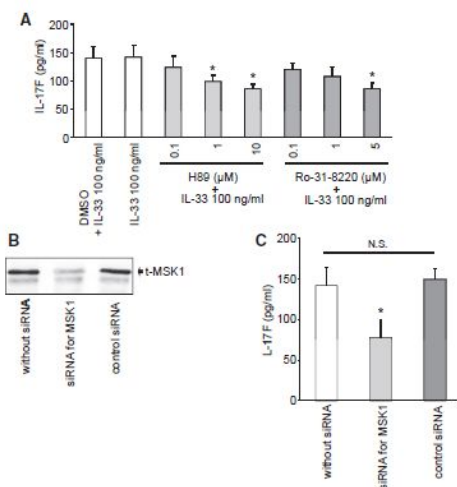 A
IL-17F (pg/ml)
200
150
100
50
0
DMSO
+ IL-33 100 ng/ml
IL-33 100 ng/ml
0.1
1
10
0.1
1
5
* * *
H89 (μM)
+
IL-33 100 ng/ml
Ro-31-8220 (μM)
+
IL-33 100 ng/ml
B
t-MSK1
without siRNA
siRNA for MSK1
control siRNA
C
L-17F (pg/ml)
200
150
100
50
0
N.S.
*
without siRNA
siRNA for MSK1
control siRNA